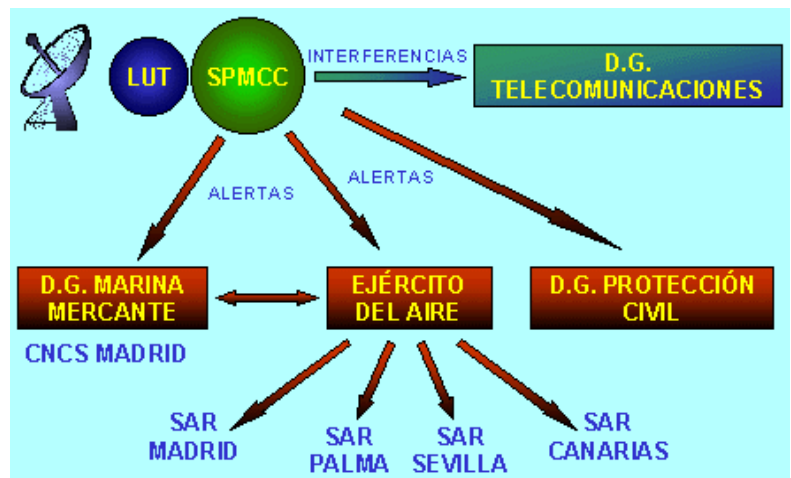 LUT
SPMCC
INTERFERENCIAS
D.G.
TELECOMUNICACIONES
ALERTAS
ALERTAS
D.G. MARINA
MERCANTE
EJÉRCITO
DEL AIRE
D.G. PROTECCIÓN
CIVIL
CNCS MADRID
SAR
MADRID
SAR
PALMA
SAR
SEVILLA
SAR
CANARIAS